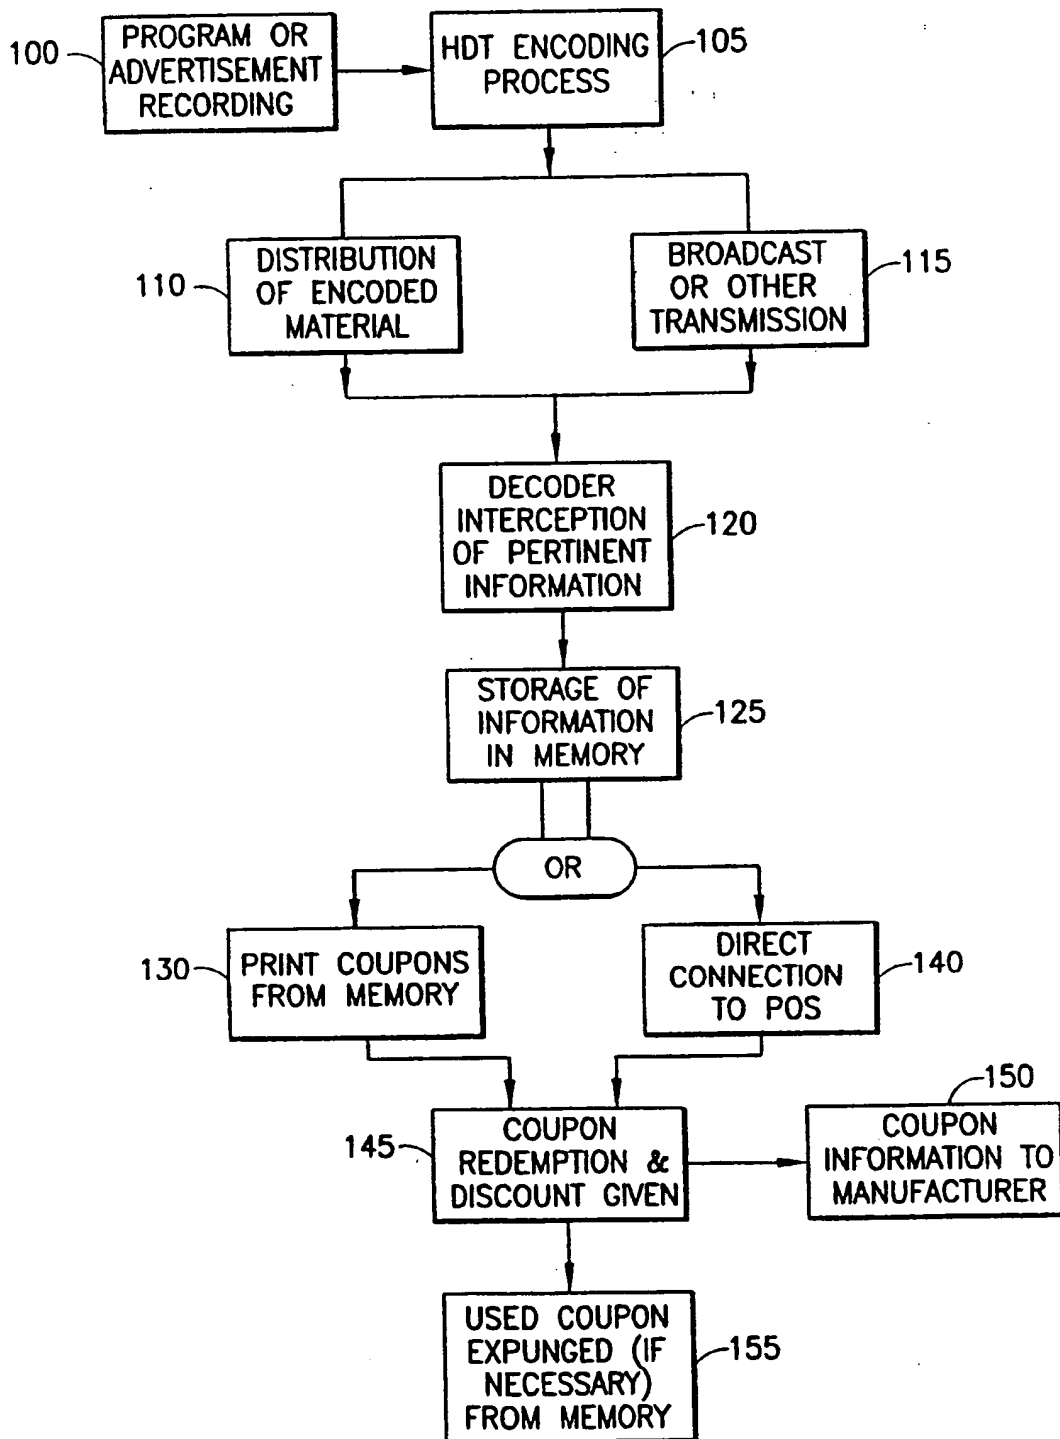 100
PROGRAM OR
ADVERTISEMENT
RECORDING
HDT ENCODING
PROCESS
105
110
DISTRIBUTION
OF ENCODED
MATERIAL
BROADCAST
OR OTHER
TRANSMISSION
115
DECODER
INTERCEPTION
OF PERTINENT
INFORMATION
120
STORAGE OF
INFORMATION
IN MEMORY
125
OR
130
PRINT COUPONS
FROM MEMORY
DIRECT
CONNECTION
TO POS
140
145
COUPON
REDEMPTION &
DISCOUNT GIVEN
150
COUPON
INFORMATION TO
MANUFACTURER
USED COUPON
EXPUNGED (IF
NECESSARY)
FROM MEMORY
155